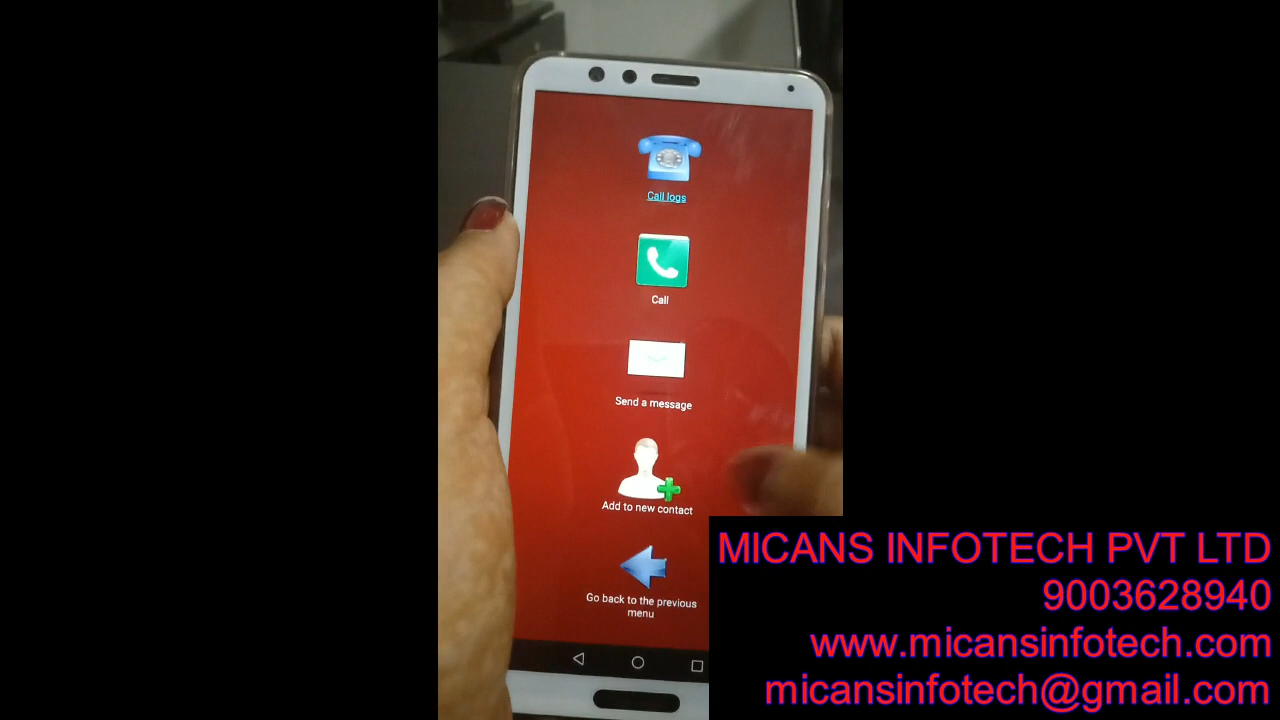 Call logs
Call
Send a message
Add to new contact
Go back to the previous
menu
MICANS INFOTECH PVT LTD
9003628940
www.micansinfotech.com
micansinfotech@gmail.com